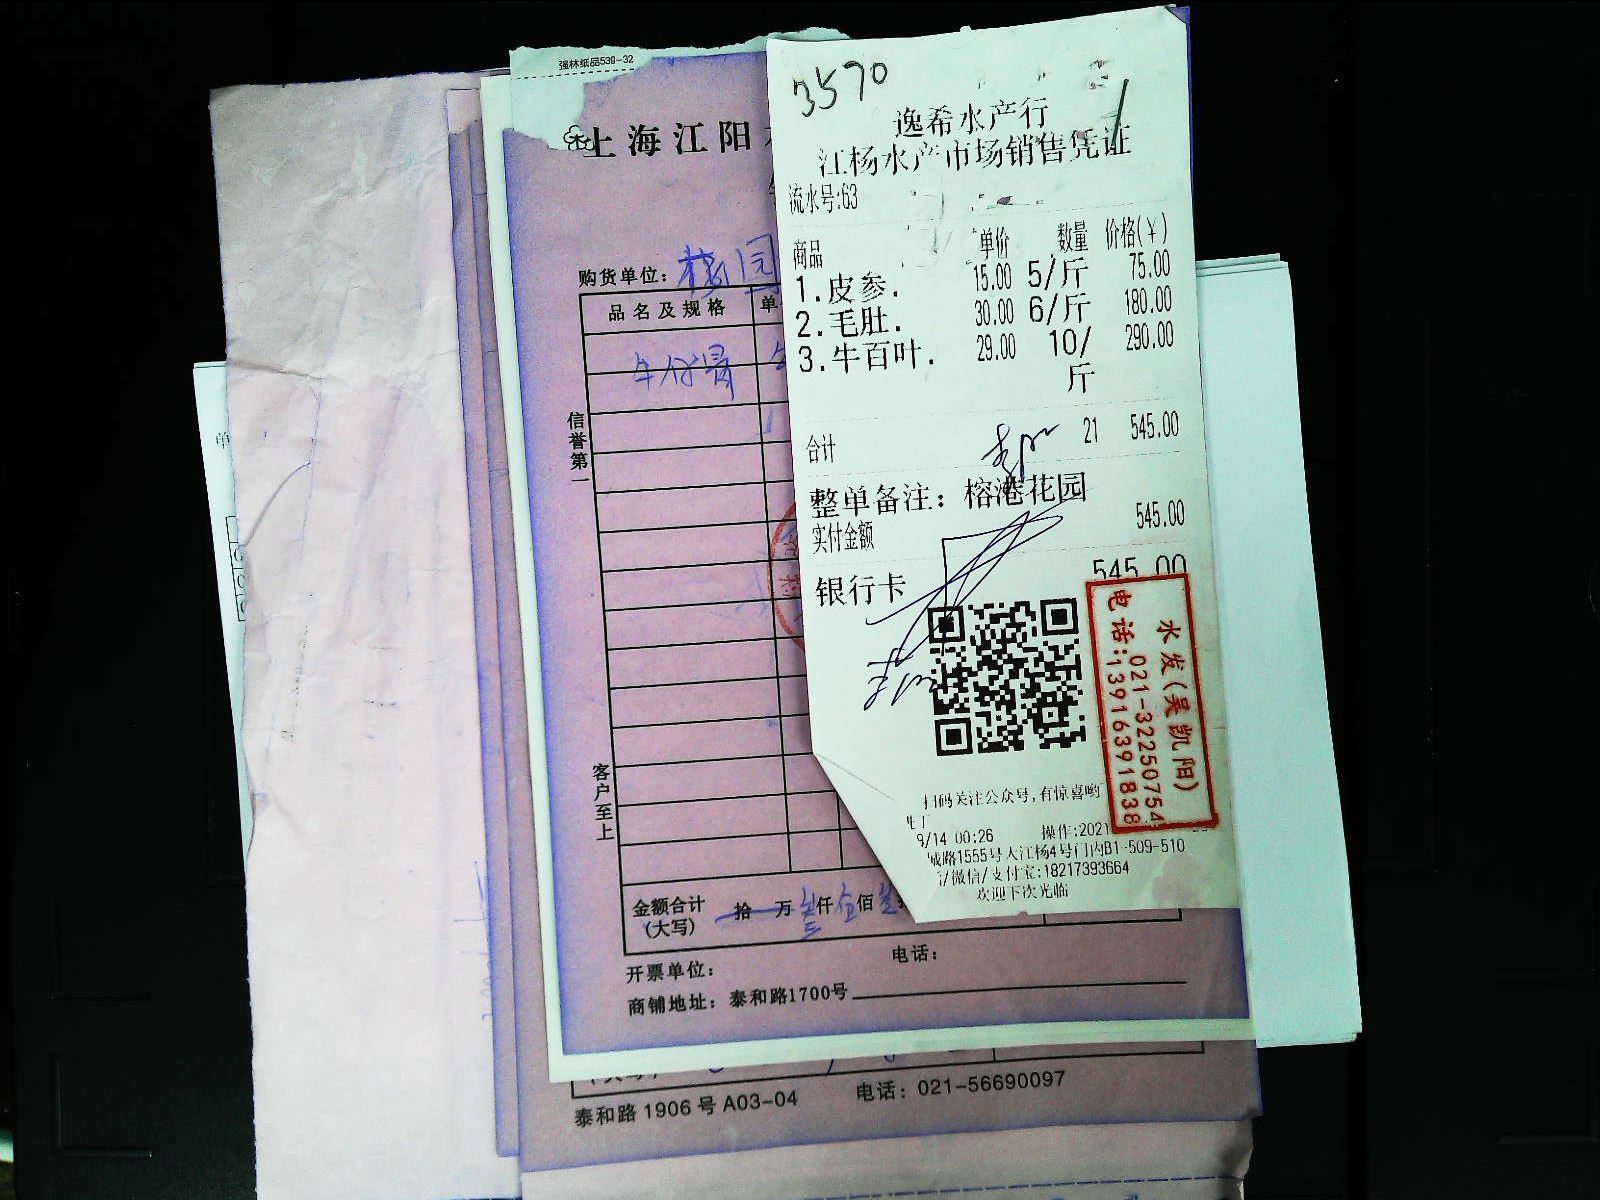 强林纸品539-32
上海江阳
购货单位：
品名及规格
信誉第一
客户至上
金额合计
(大写)
拾 万 仟 佰
开票单位：
电话：
商铺地址：泰和路1700号
泰和路1906号A03-04 电话：021-56690097
3570
逸希水产行
江杨水产市场销售凭证
流水号:63
商品 单价 数量 价格(¥)
1.皮参. 15.00 5/斤 75.00
2.毛肚. 30.00 6/斤 180.00
3.牛百叶. 29.00 10/斤 290.00
合计 21 545.00
整单备注：榕港花园
实付金额 545.00
银行卡 545.00
水发(吴凯阳)
电话:021-32250754
13916391838
扫码关注公众号,有惊喜哟
9/14 00:26 操作:2021
城路1555号大江杨4号门内B1-509-510
/微信/支付宝:18217393664
欢迎下次光临